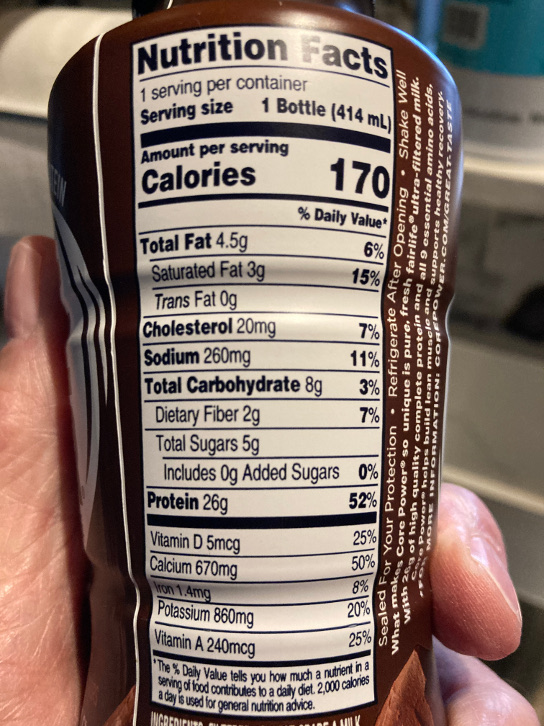 Nutrition Facts
1 serving per container
Serving size 1 Bottle (414 mL)
Amount per serving
Calories 170
% Daily Value*
Total Fat 4.5g 6%
Saturated Fat 3g 15%
Trans Fat 0g
Cholesterol 20mg 7%
Sodium 260mg 11%
Total Carbohydrate 8g 3%
Dietary Fiber 2g 7%
Total Sugars 5g
Includes 0g Added Sugars 0%
Protein 26g 52%
Vitamin D 5mcg 25%
Calcium 670mg 50%
Iron 1.4mg 8%
Potassium 860mg 20%
Vitamin A 240mcg 25%
*The % Daily Value tells you how much a nutrient in a
serving of food contributes to a daily diet. 2,000 calories
a day is used for general nutrition advice.
Sealed For Your Protection • Refrigerate After Opening • Shake Well
What makes Core Power® so unique is pure, fresh fairlife® ultra-filtered milk.
With 26g of high quality complete protein and all 9 essential amino acids,
Core Power® helps build lean muscle and supports healthy recovery.
MORE INFORMATION: COREPOWER.COM/GREAT-TASTE